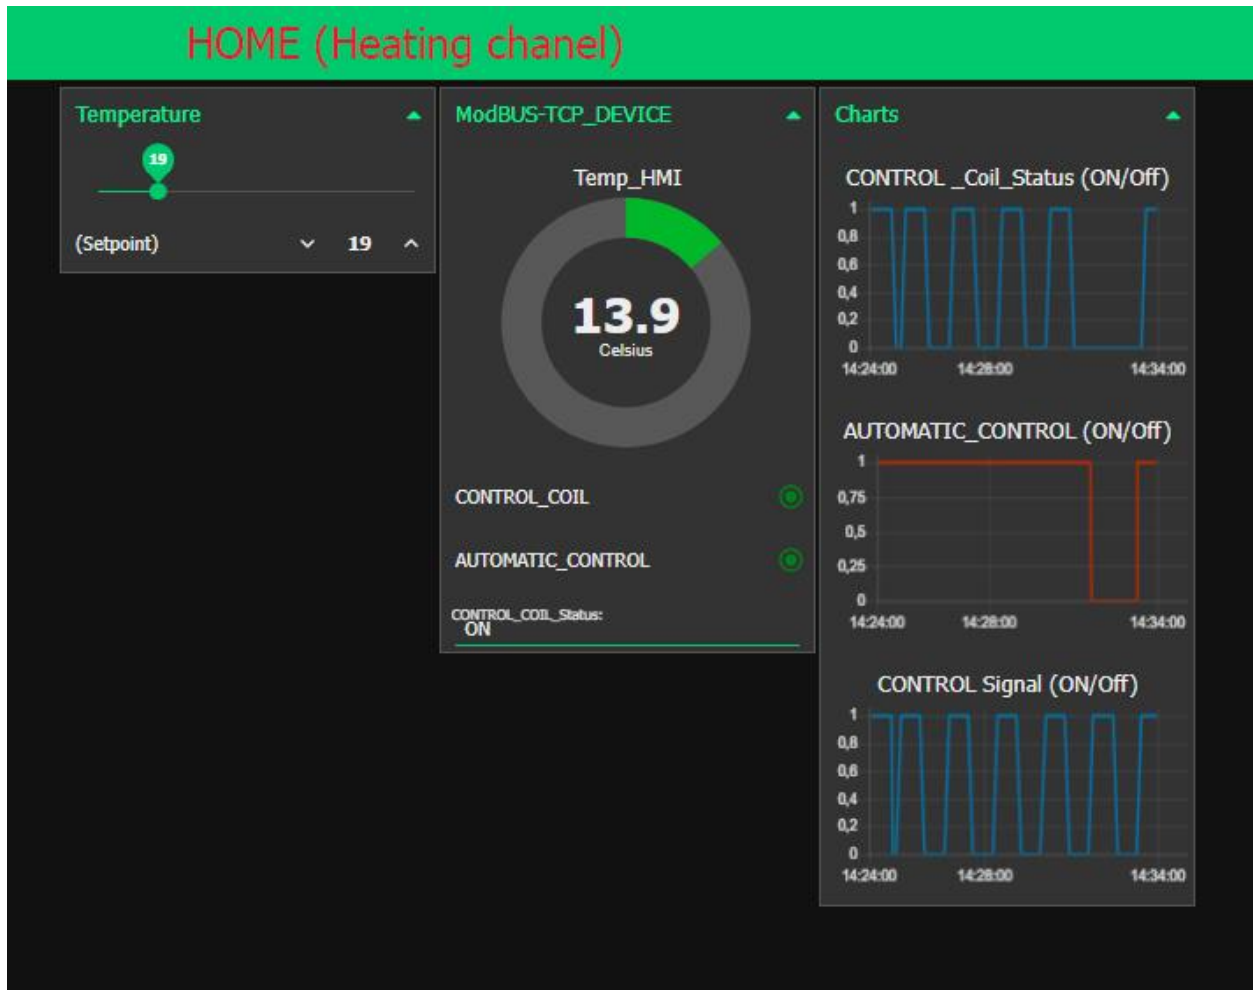 HOME (Heating chanel)
Temperature
19
(Setpoint)
19
ModBUS-TCP_DEVICE
Temp_HMI
13.9
Celsius
CONTROL_COIL
AUTOMATIC_CONTROL
CONTROL_COIL_Status:
ON
Charts
CONTROL _Coil_Status (ON/Off)
1
0,8
0,6
0,4
0,2
0
14:24:00 14:28:00 14:34:00
AUTOMATIC_CONTROL (ON/Off)
1
0,75
0,5
0,25
0
14:24:00 14:28:00 14:34:00
CONTROL Signal (ON/Off)
1
0,8
0,6
0,4
0,2
0
14:24:00 14:28:00 14:34:00